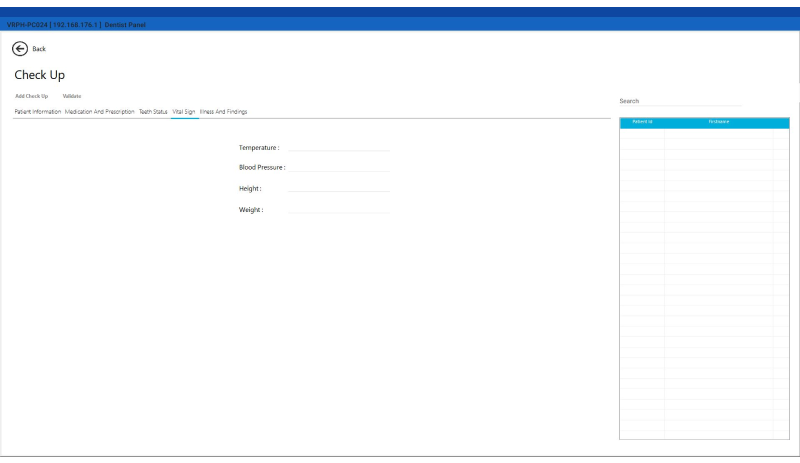 VRPH-PC024 | 192.168.176.1 | Dentist Panel
Back
Check Up
Add Check Up Validate
Patient Information Medication And Prescription Teeth Status Vital Sign Illness And Findings
Search
Patient Id Firstname
Temperature :
Blood Pressure :
Height :
Weight :